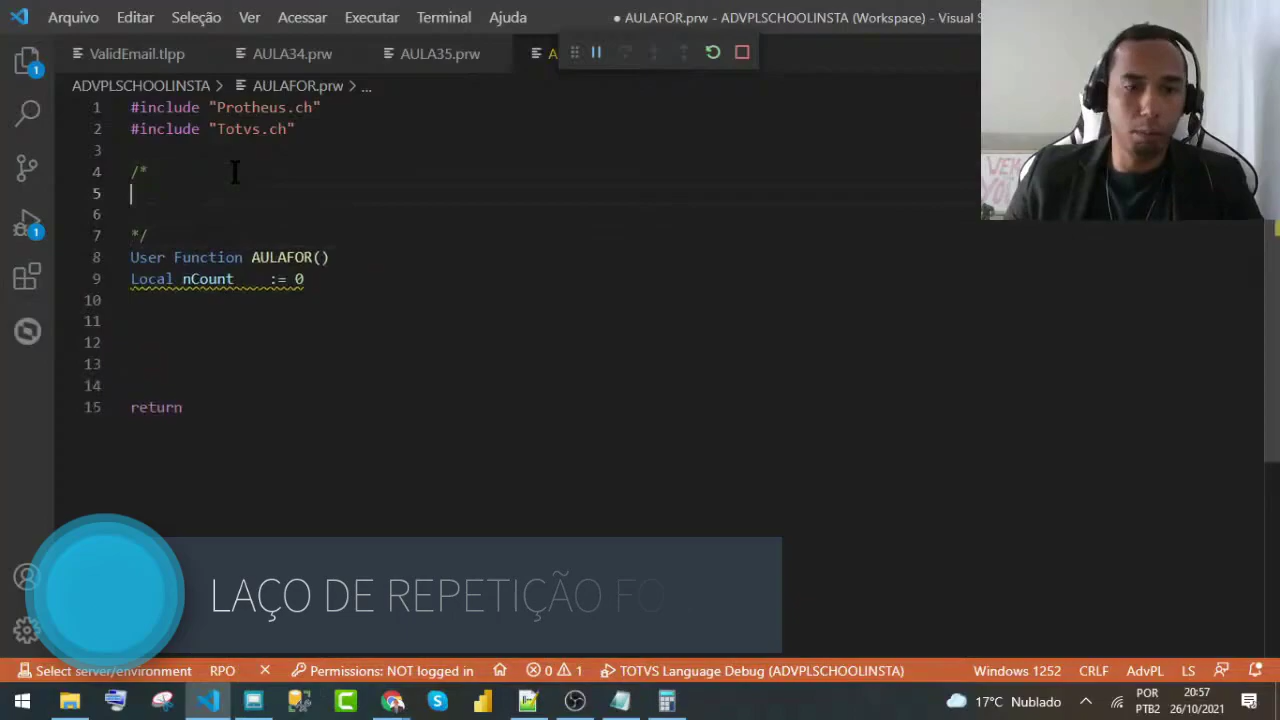 Arquivo Editar Seleção Ver Acessar Executar Terminal Ajuda
● AULAFOR.prw - ADVPLSCHOOLINSTA (Workspace) - Visual S
ValidEmail.tlpp AULA34.prw AULA35.prw A
ADVPLSCHOOLINSTA > AULAFOR.prw > ...
1 #include "Protheus.ch"
2 #include "Totvs.ch"
3
4 /*
5
6
7 */
8 User Function AULAFOR()
9 Local nCount := 0
10
11
12
13
14
15 return
1
1
LAÇO DE REPETIÇÃO FO
Select server/environment RPO Permissions: NOT logged in 0 1 TOTVS Language Debug (ADVPLSCHOOLINSTA) Windows 1252 CRLF AdvPL LS
17°C Nublado POR PTB2 20:57 26/10/2021